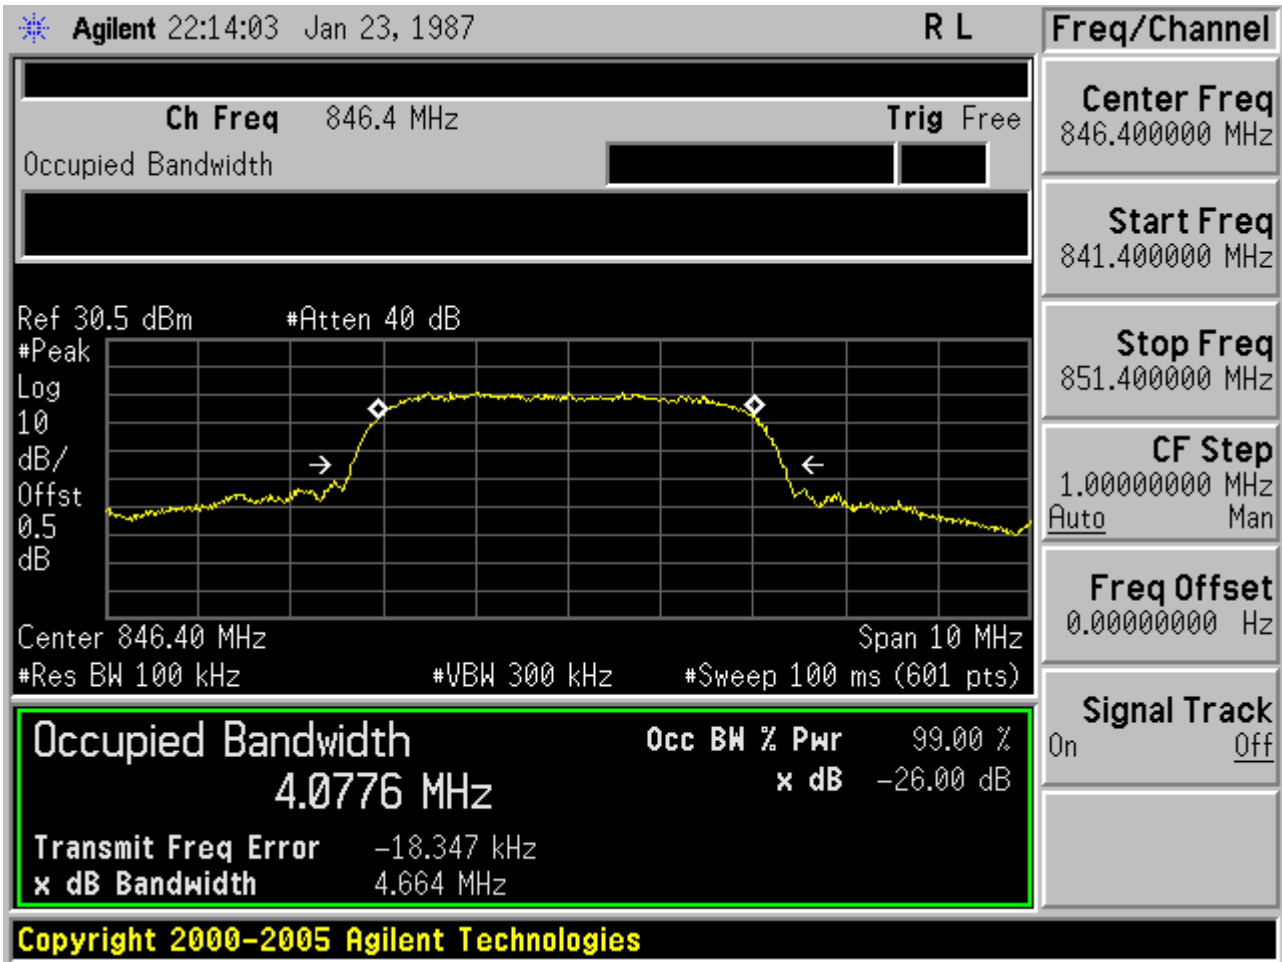 Agilent 22:14:03 Jan 23, 1987 R L
Freq/Channel
Ch Freq 846.4 MHz Trig Free
Occupied Bandwidth
Center Freq
846.400000 MHz
Start Freq
841.400000 MHz
Stop Freq
851.400000 MHz
CF Step
1.00000000 MHz
Auto Man
Freq Offset
0.00000000 Hz
Signal Track
On Off
Ref 30.5 dBm #Atten 40 dB
#Peak
Log
10
dB/
Offst
0.5
dB
Center 846.40 MHz Span 10 MHz
#Res BW 100 kHz #VBW 300 kHz #Sweep 100 ms (601 pts)
Occupied Bandwidth
4.0776 MHz
Occ BW % Pwr 99.00 %
x dB -26.00 dB
Transmit Freq Error -18.347 kHz
x dB Bandwidth 4.664 MHz
Copyright 2000-2005 Agilent Technologies